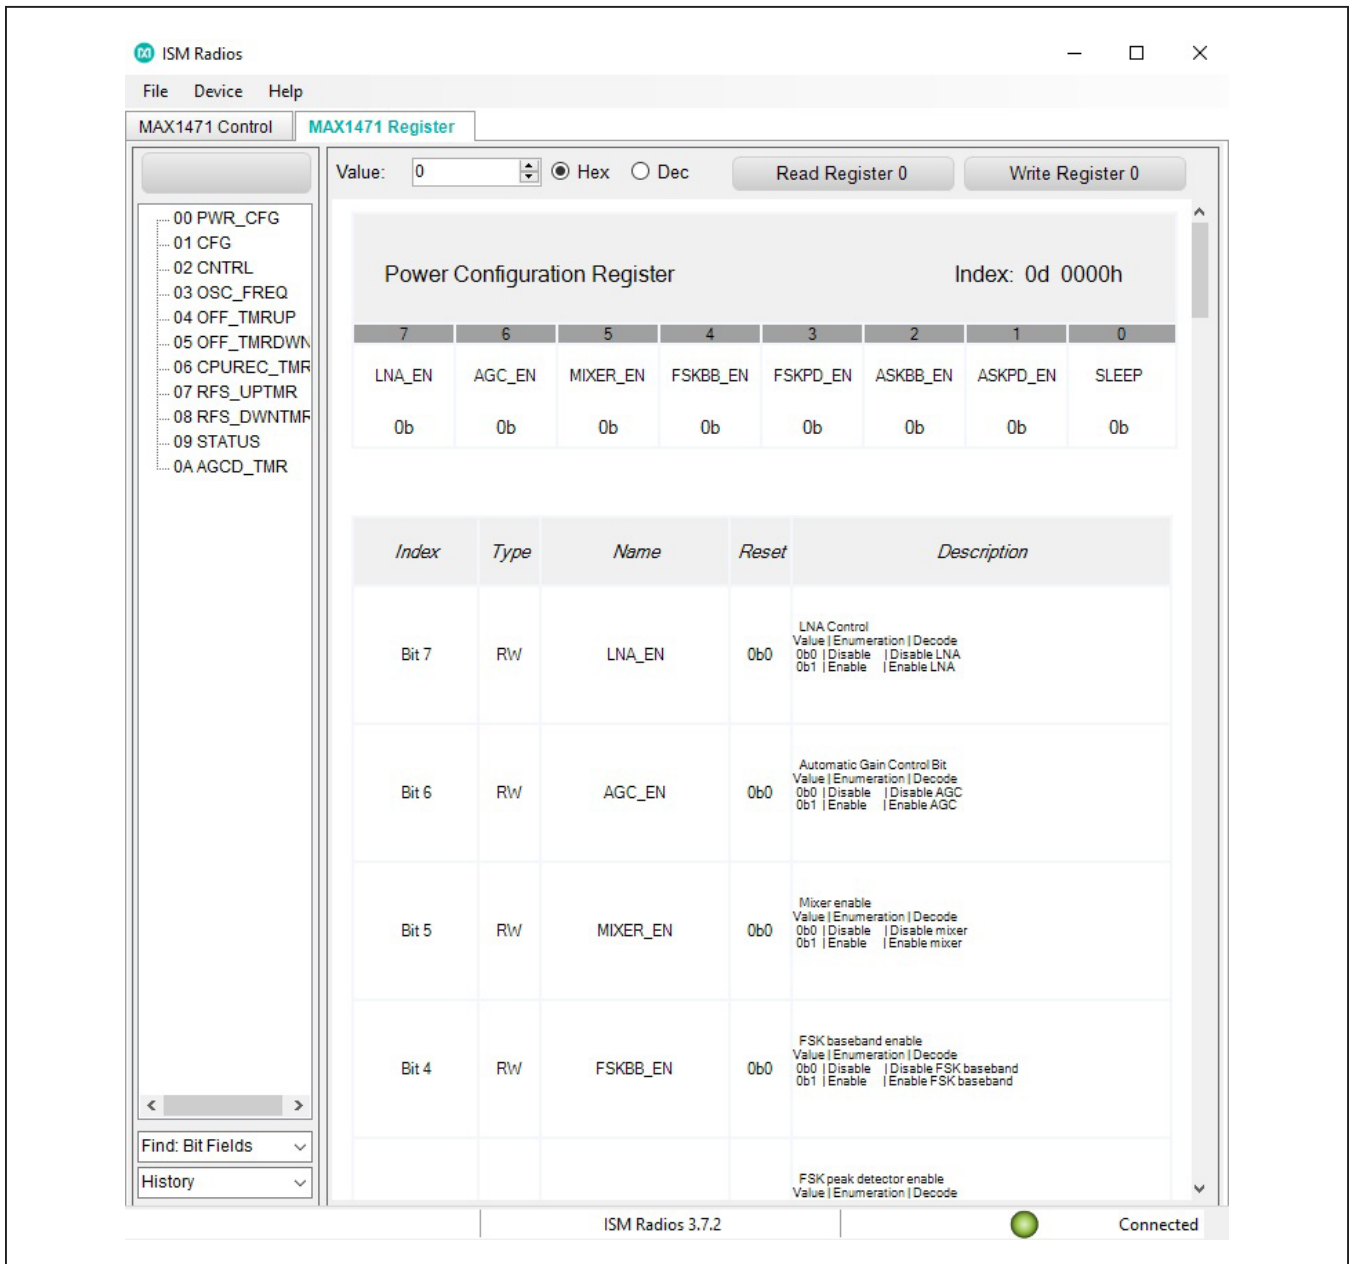 ISM Radios
File Device Help
MAX1471 Control MAX1471 Register
Value: 0 Hex Dec Read Register 0 Write Register 0
00 PWR_CFG
01 CFG
02 CNTRL
03 OSC_FREQ
04 OFF_TMRUP
05 OFF_TMRDWN
06 CPUREC_TMR
07 RFS_UPTMR
08 RFS_DWNTMR
09 STATUS
0A AGCD_TMR
Find: Bit Fields
History
Power Configuration Register Index: 0d 0000h
7 6 5 4 3 2 1 0
LNA_EN AGC_EN MIXER_EN FSKBB_EN FSKPD_EN ASKBB_EN ASKPD_EN SLEEP
0b 0b 0b 0b 0b 0b 0b 0b
Index Type Name Reset Description
Bit 7 RW LNA_EN 0b0
LNA Control
Value | Enumeration | Decode
0b0 | Disable | Disable LNA
0b1 | Enable | Enable LNA
Bit 6 RW AGC_EN 0b0
Automatic Gain Control Bit
Value | Enumeration | Decode
0b0 | Disable | Disable AGC
0b1 | Enable | Enable AGC
Bit 5 RW MIXER_EN 0b0
Mixer enable
Value | Enumeration | Decode
0b0 | Disable | Disable mixer
0b1 | Enable | Enable mixer
Bit 4 RW FSKBB_EN 0b0
FSK baseband enable
Value | Enumeration | Decode
0b0 | Disable | Disable FSK baseband
0b1 | Enable | Enable FSK baseband
FSK peak detector enable
Value | Enumeration | Decode
ISM Radios 3.7.2 Connected